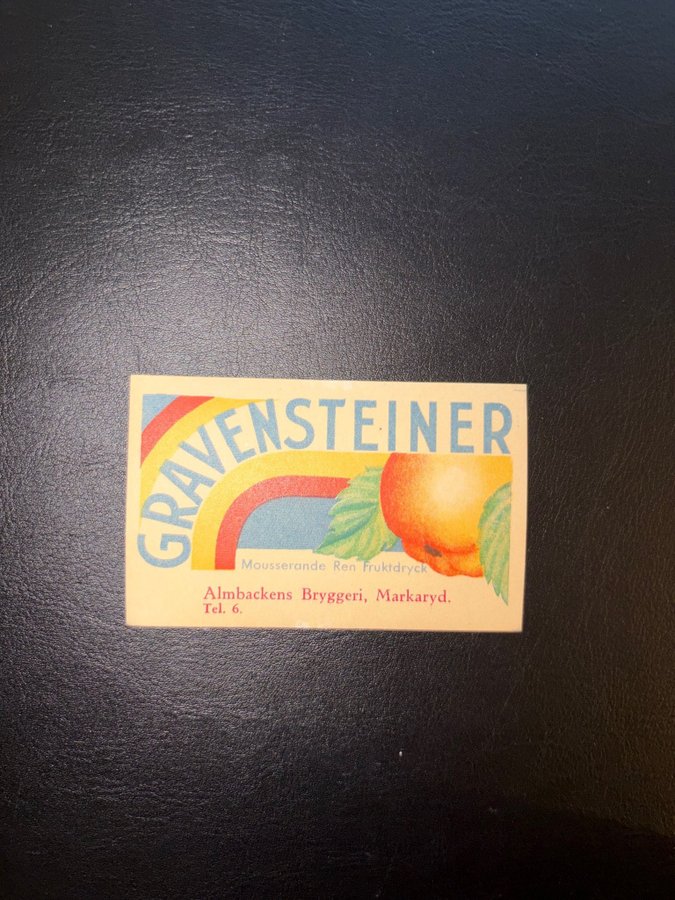 GRAVENSTEINER
Mousserande Ren Fruktdryck
Almbackens Bryggeri, Markaryd.
Tel. 6.